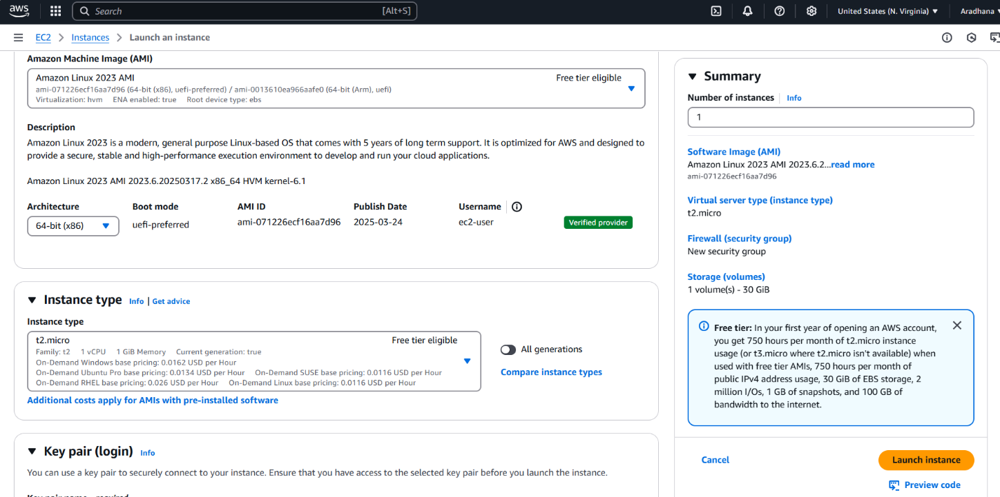 aws
Search
[Alt+S]
United States (N. Virginia)
Aradhana
EC2
Instances
Launch an instance
Amazon Machine Image (AMI)
Amazon Linux 2023 AMI
Free tier eligible
ami-071226ecf16aa7d96 (64-bit (x86), uefi-preferred) / ami-0013610ea966aafe0 (64-bit (Arm), uefi)
Virtualization: hvm ENA enabled: true Root device type: ebs
Description
Amazon Linux 2023 is a modern, general purpose Linux-based OS that comes with 5 years of long term support. It is optimized for AWS and designed to
provide a secure, stable and high-performance execution environment to develop and run your cloud applications.
Amazon Linux 2023 AMI 2023.6.20250317.2 x86_64 HVM kernel-6.1
Architecture Boot mode AMI ID Publish Date Username
64-bit (x86) uefi-preferred ami-071226ecf16aa7d96 2025-03-24 ec2-user Verified provider
Instance type Info | Get advice
Instance type
t2.micro
Free tier eligible
Family: t2 1 vCPU 1 GiB Memory Current generation: true
On-Demand Windows base pricing: 0.0162 USD per Hour
On-Demand Ubuntu Pro base pricing: 0.0134 USD per Hour On-Demand SUSE base pricing: 0.0116 USD per Hour
On-Demand RHEL base pricing: 0.026 USD per Hour On-Demand Linux base pricing: 0.0116 USD per Hour
All generations
Compare instance types
Additional costs apply for AMIs with pre-installed software
Key pair (login) Info
You can use a key pair to securely connect to your instance. Ensure that you have access to the selected key pair before you launch the instance.
Key pair name - required
Summary
Number of instances Info
1
Software Image (AMI)
Amazon Linux 2023 AMI 2023.6.2...read more
ami-071226ecf16aa7d96
Virtual server type (instance type)
t2.micro
Firewall (security group)
New security group
Storage (volumes)
1 volume(s) - 30 GiB
Free tier: In your first year of opening an AWS account,
you get 750 hours per month of t2.micro instance
usage (or t3.micro where t2.micro isn't available) when
used with free tier AMIs, 750 hours per month of
public IPv4 address usage, 30 GiB of EBS storage, 2
million I/Os, 1 GB of snapshots, and 100 GB of
bandwidth to the internet.
Cancel
Launch instance
Preview code